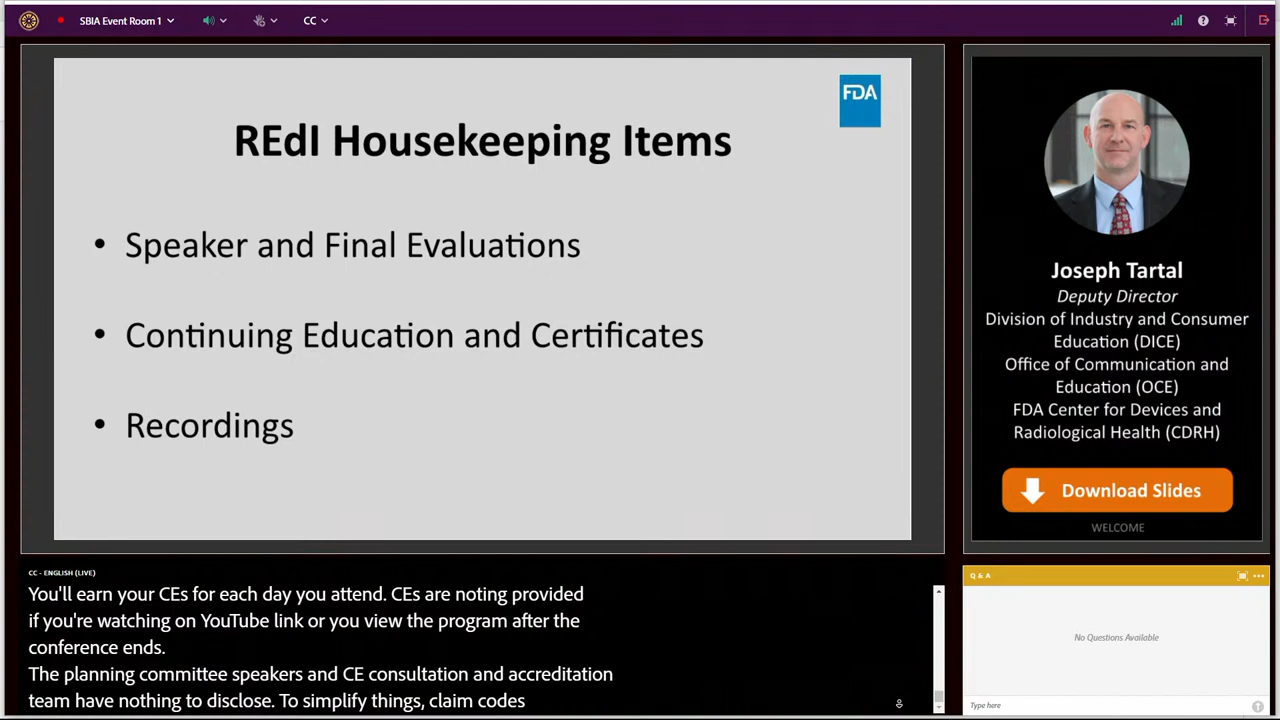 SBIA Event Room 1
CC
FDA
REdI Housekeeping Items
• Speaker and Final Evaluations
• Continuing Education and Certificates
• Recordings
Joseph Tartal
Deputy Director
Division of Industry and Consumer
Education (DICE)
Office of Communication and
Education (OCE)
FDA Center for Devices and
Radiological Health (CDRH)
Download Slides
WELCOME
CC - ENGLISH (LIVE)
You'll earn your CEs for each day you attend. CEs are noting provided
if you're watching on YouTube link or you view the program after the
conference ends.
The planning committee speakers and CE consultation and accreditation
team have nothing to disclose. To simplify things, claim codes
Q & A
No Questions Available
Type here